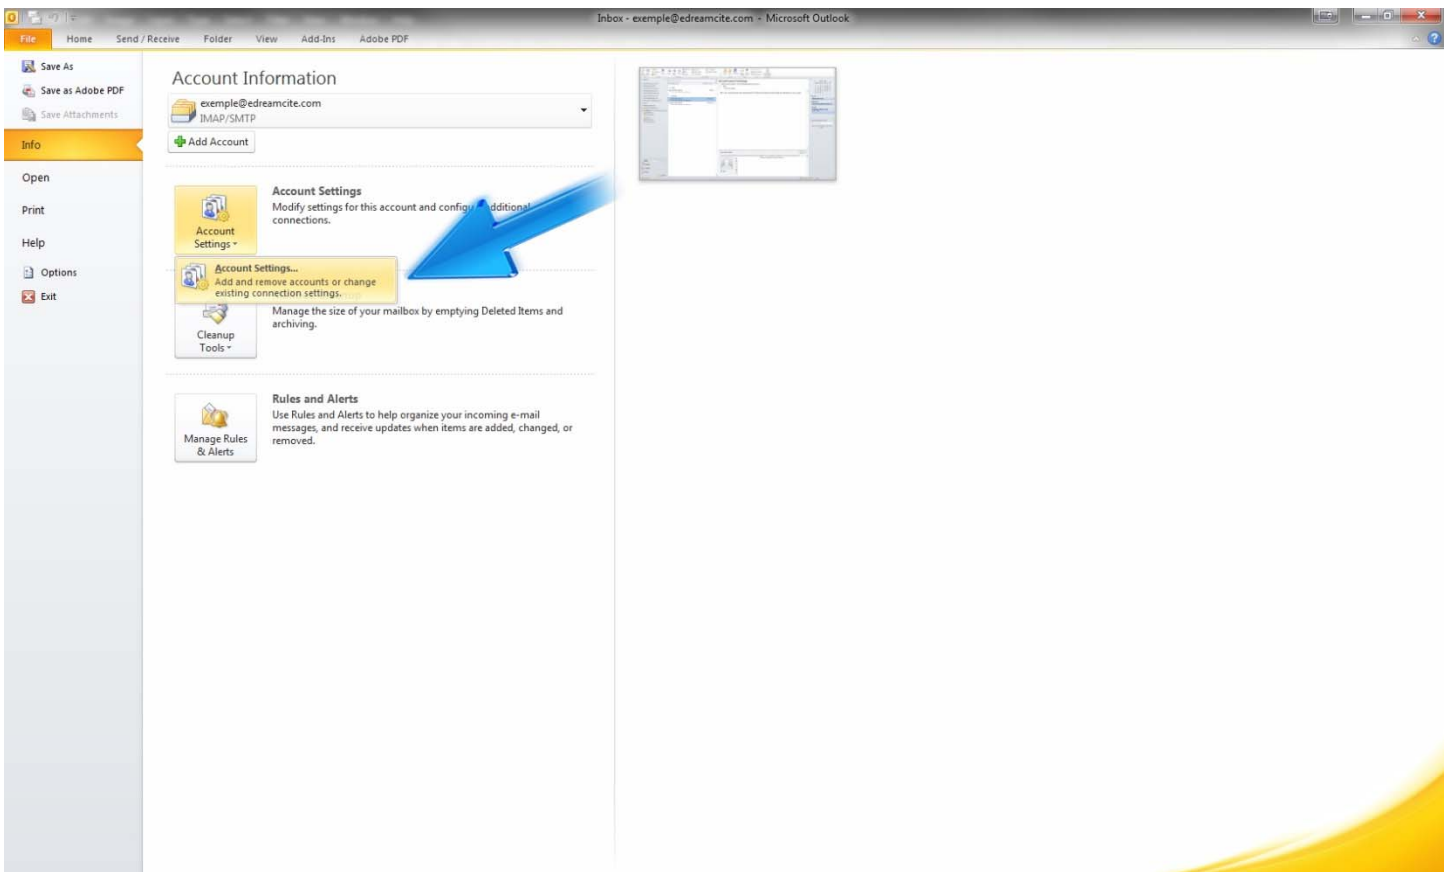 Inbox - exemple@edreamcite.com - Microsoft Outlook
File Home Send / Receive Folder View Add-Ins Adobe PDF
Save As
Save as Adobe PDF
Save Attachments
Info
Open
Print
Help
Options
Exit
Account Information
exemple@edreamcite.com
IMAP/SMTP
Add Account
Account
Settings
Account Settings
Modify settings for this account and additional
connections.
Account Settings...
Add and remove accounts or change
existing connection settings.
Cleanup
Tools
Manage the size of your mailbox by emptying Deleted Items and
archiving.
Manage Rules
& Alerts
Rules and Alerts
Use Rules and Alerts to help organize your incoming e-mail
messages, and receive updates when items are added, changed, or
removed.